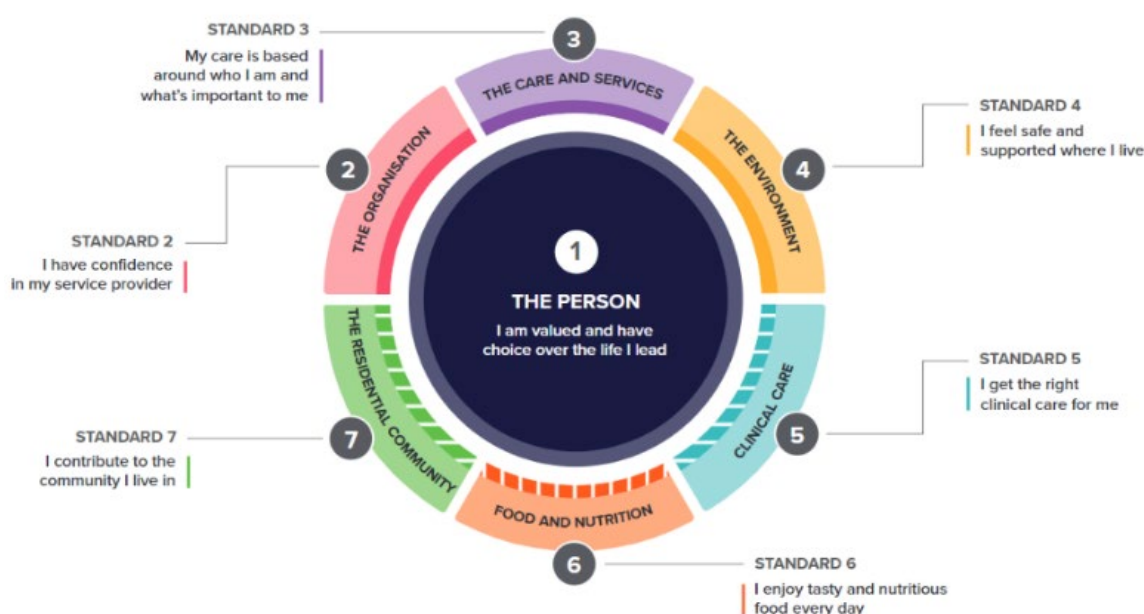 STANDARD 3
My care is based
around who I am and
what's important to me
3
THE CARE AND SERVICES
STANDARD 4
I feel safe and
supported where I live
4
THE ENVIRONMENT
2
THE ORGANISATION
STANDARD 2
I have confidence
in my service provider
1
THE PERSON
I am valued and have
choice over the life I lead
STANDARD 5
I get the right
clinical care for me
5
CLINICAL CARE
STANDARD 7
I contribute to the
community I live in
7
THE RESIDENTIAL COMMUNITY
FOOD AND NUTRITION
6
STANDARD 6
I enjoy tasty and nutritious
food every day